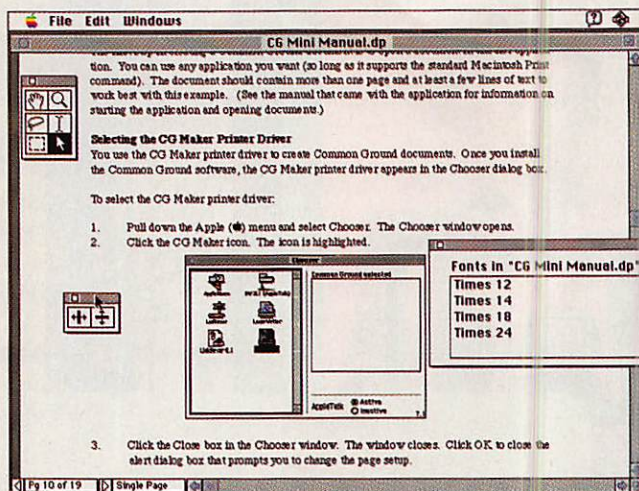 File Edit Windows
CG Mini Manual.dp
tion. You can use any application you want (so long as it supports the standard Macintosh Print
command). The document should contain more than one page and at least a few lines of text to
work best with this example. (See the manual that came with the application for information on
starting the application and opening documents.)
Selecting the CG Maker Printer Driver
You use the CG Maker printer driver to create Common Ground documents. Once you install
the Common Ground software, the CG Maker printer driver appears in the Chooser dialog box.
To select the CG Maker printer driver:
1. Pull down the Apple () menu and select Chooser. The Chooser window opens.
2. Click the CG Maker icon. The icon is highlighted.
Chooser
Common Ground selected
AppleShare
LaserWriter
AppleTalk
Active
Inactive
Fonts in "CG Mini Manual.dp"
Times 12
Times 14
Times 18
Times 24
3. Click the Close box in the Chooser window. The window closes. Click OK to close the
alert dialog box that prompts you to change the page setup.
Pg 10 of 19 Single Page